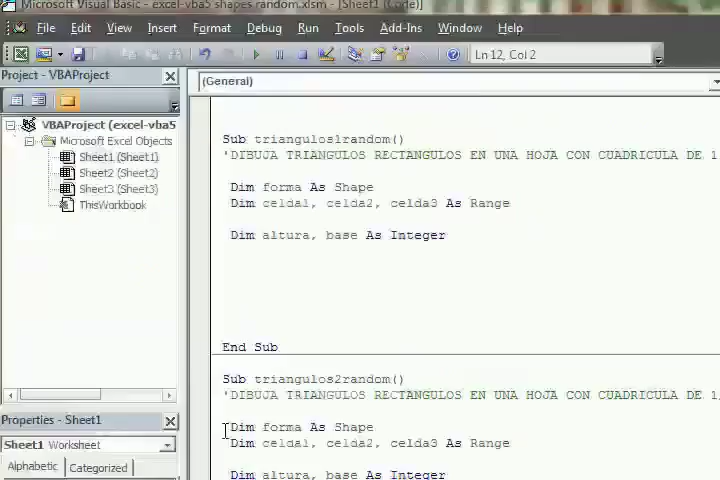 Microsoft Visual Basic - excel-vba5 shapes random.xlsm - [Sheet1 (Code)]
File Edit View Insert Format Debug Run Tools Add-Ins Window Help
Ln 12, Col 2
Project - VBAProject
(General)
VBAProject (excel-vba5
Microsoft Excel Objects
Sheet1 (Sheet1)
Sheet2 (Sheet2)
Sheet3 (Sheet3)
ThisWorkbook
Properties - Sheet1
Sheet1 Worksheet
Alphabetic Categorized
Sub triangulos1random()
'DIBUJA TRIANGULOS RECTANGULOS EN UNA HOJA CON CUADRICULA DE 1
Dim forma As Shape
Dim celda1, celda2, celda3 As Range
Dim altura, base As Integer
End Sub
Sub triangulos2random()
'DIBUJA TRIANGULOS RECTANGULOS EN UNA HOJA CON CUADRICULA DE 1
Dim forma As Shape
Dim celda1, celda2, celda3 As Range
Dim altura, base As Integer